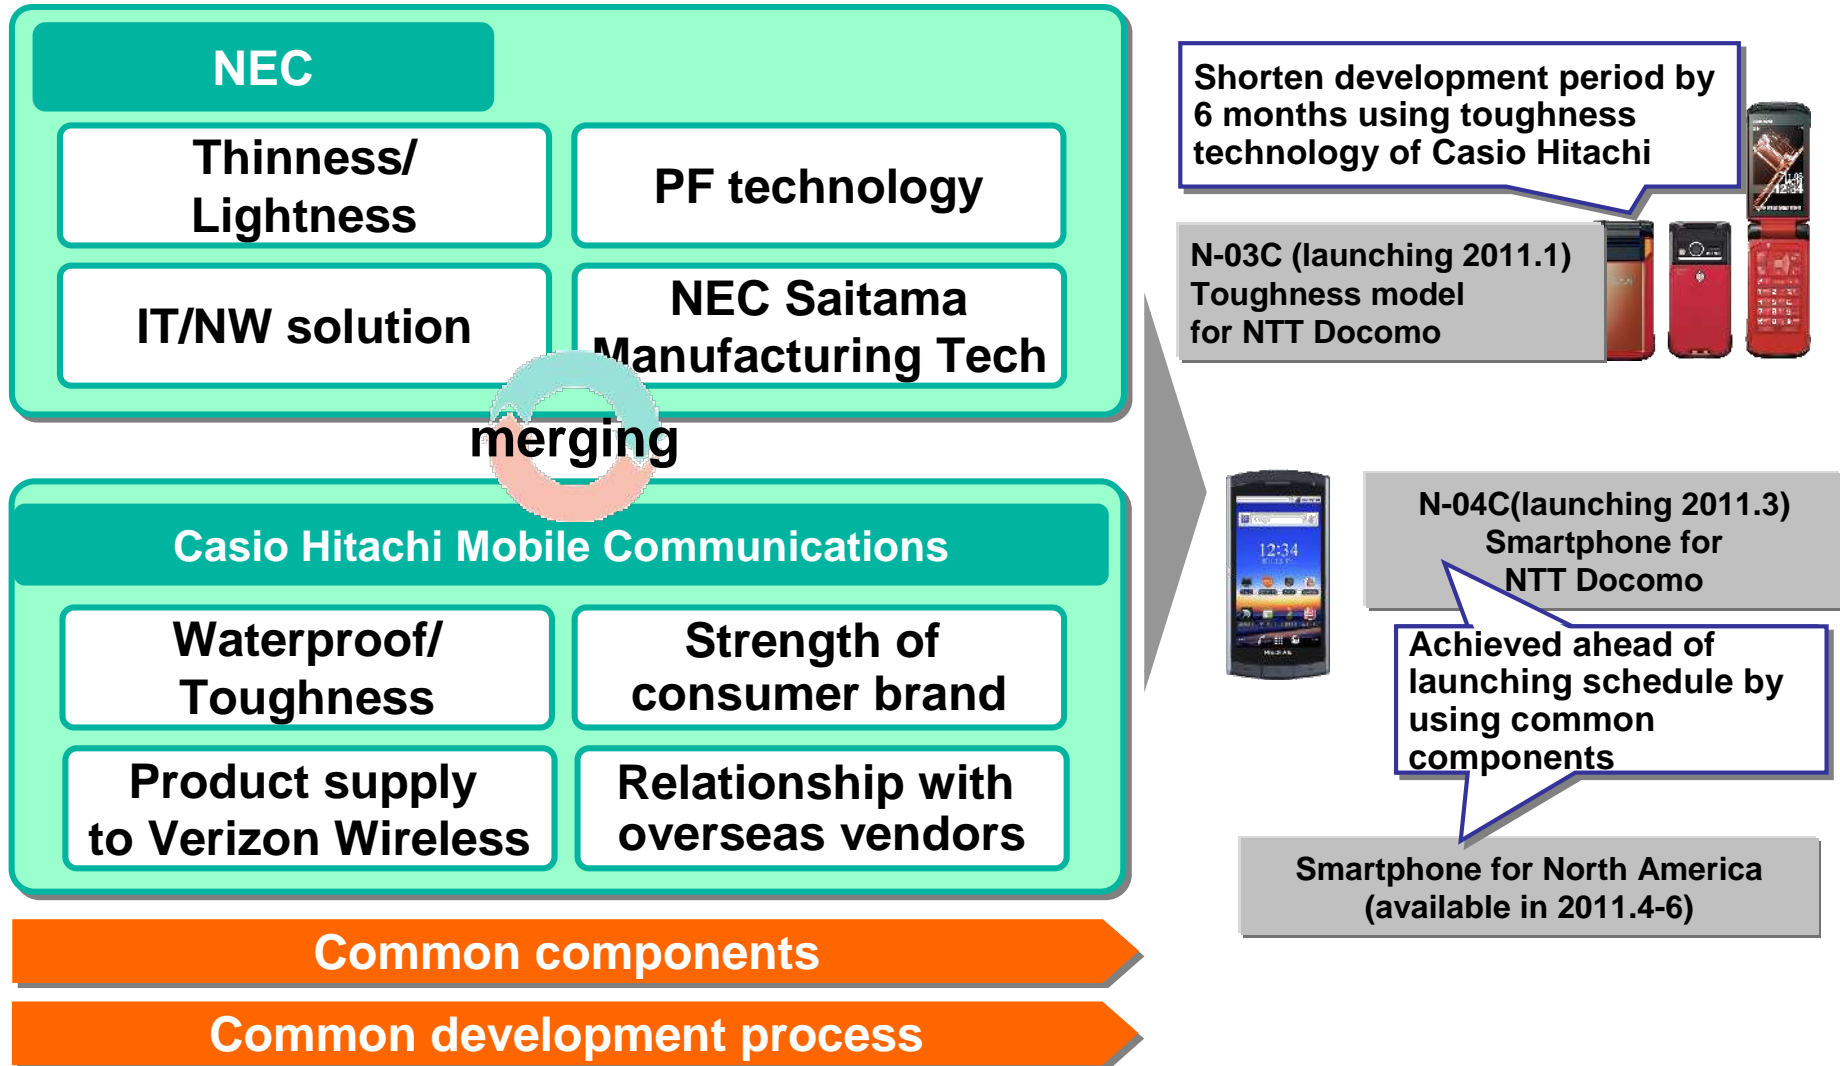 NEC
Thinness/
Lightness
PF technology
IT/NW solution
NEC Saitama
Manufacturing Tech
merging
Casio Hitachi Mobile Communications
Waterproof/
Toughness
Strength of
consumer brand
Product supply
to Verizon Wireless
Relationship with
overseas vendors
Common components
Common development process
Shorten development period by
6 months using toughness
technology of Casio Hitachi
N-03C (launching 2011.1)
Toughness model
for NTT Docomo
12:34
N-04C(launching 2011.3)
Smartphone for
NTT Docomo
Achieved ahead of
launching schedule by
using common
components
Smartphone for North America
(available in 2011.4-6)